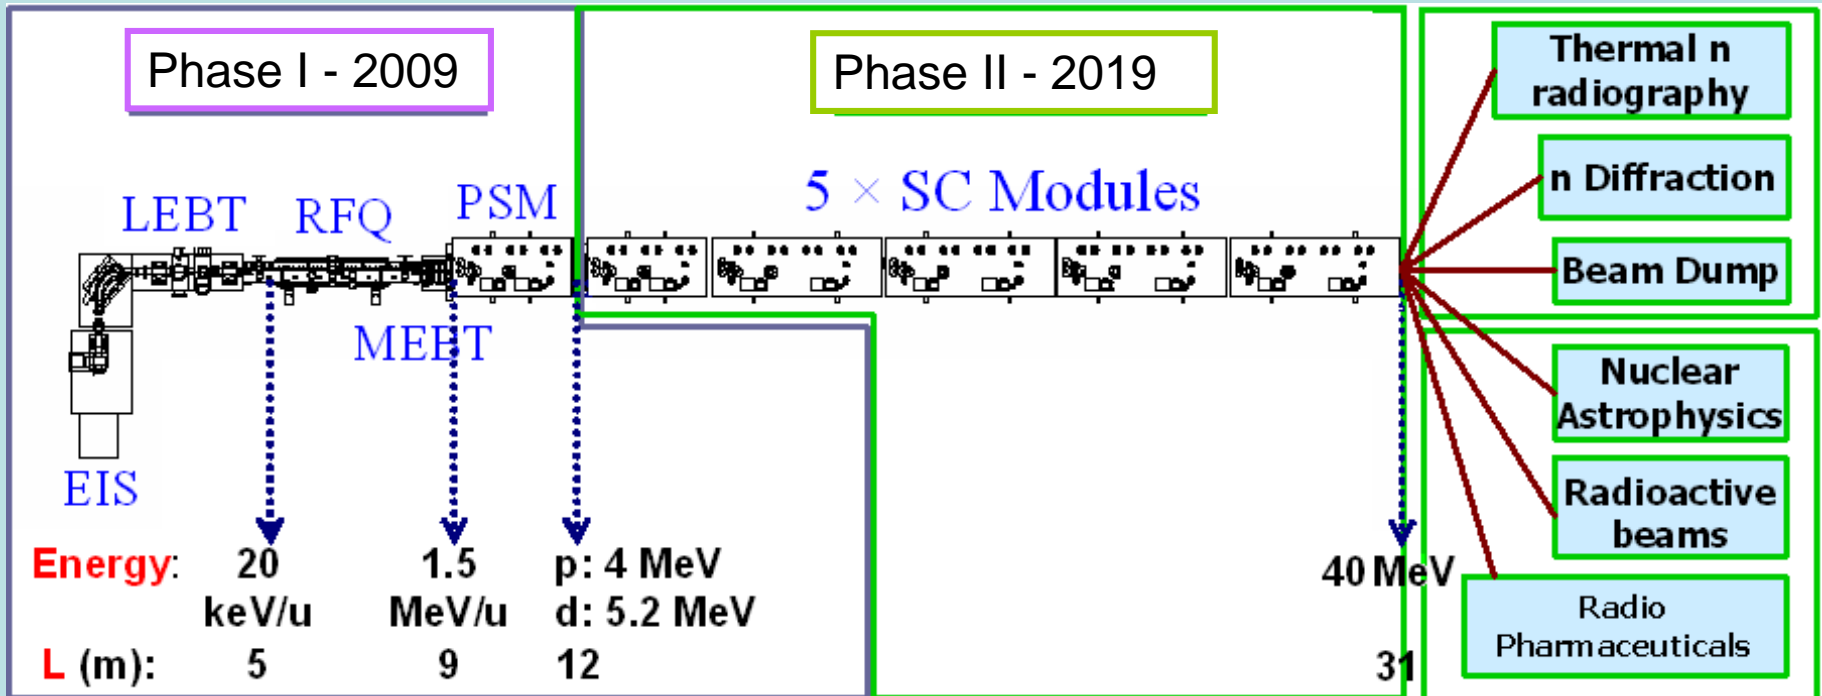 Phase I - 2009
Phase II - 2019
LEBT
RFQ
PSM
5 × SC Modules
MEBT
EIS
Energy: 20 keV/u 1.5 MeV/u p: 4 MeV d: 5.2 MeV 40 MeV
L (m): 5 9 12 31
Thermal n
radiography
n Diffraction
Beam Dump
Nuclear
Astrophysics
Radioactive
beams
Radio
Pharmaceuticals